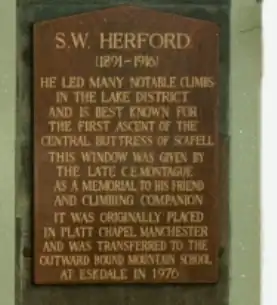 S.W. HERFORD
(1891-1916)
HE LED MANY NOTABLE CLIMBS
IN THE LAKE DISTRICT
AND IS BEST KNOWN FOR
THE FIRST ASCENT OF THE
CENTRAL BUTTRESS OF SCAFELL
THIS WINDOW WAS GIVEN BY
THE LATE C.E.MONTAGUE
AS A MEMORIAL TO HIS FRIEND
AND CLIMBING COMPANION
IT WAS ORIGINALLY PLACED
IN PLATT CHAPEL MANCHESTER
AND WAS TRANSFERRED TO THE
OUTWARD BOUND MOUNTAIN SCHOOL
AT ESKDALE IN 1976